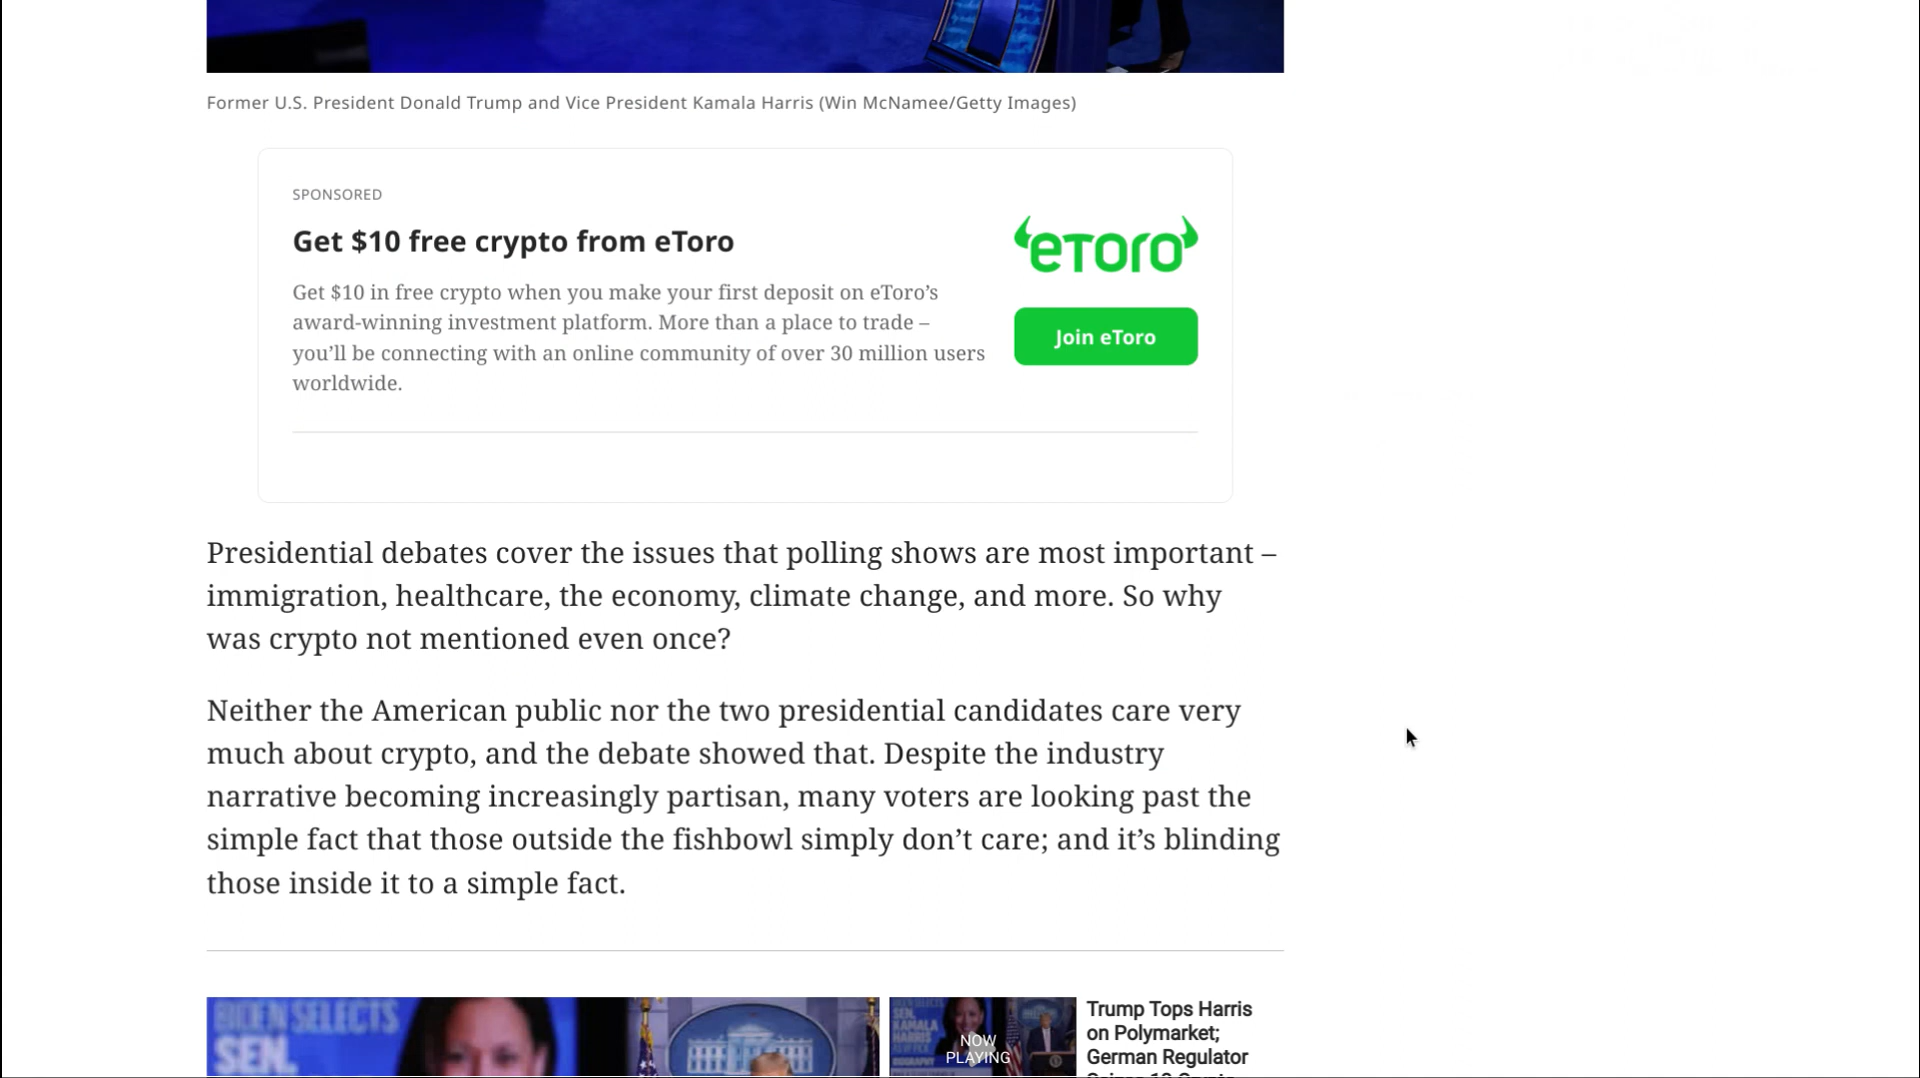 Former U.S. President Donald Trump and Vice President Kamala Harris (Win McNamee/Getty Images)
SPONSORED
Get $10 free crypto from eToro
Get $10 in free crypto when you make your first deposit on eToro’s
award-winning investment platform. More than a place to trade –
you’ll be connecting with an online community of over 30 million users
worldwide.
eToro
Join eToro
Presidential debates cover the issues that polling shows are most important –
immigration, healthcare, the economy, climate change, and more. So why
was crypto not mentioned even once?
Neither the American public nor the two presidential candidates care very
much about crypto, and the debate showed that. Despite the industry
narrative becoming increasingly partisan, many voters are looking past the
simple fact that those outside the fishbowl simply don’t care; and it’s blinding
those inside it to a simple fact.
BIDEN SELECTS
SEN.
BIDEN SELECTS
SEN.
KAMALA
HARRIS
NOW
PLAYING
Trump Tops Harris
on Polymarket;
German Regulator